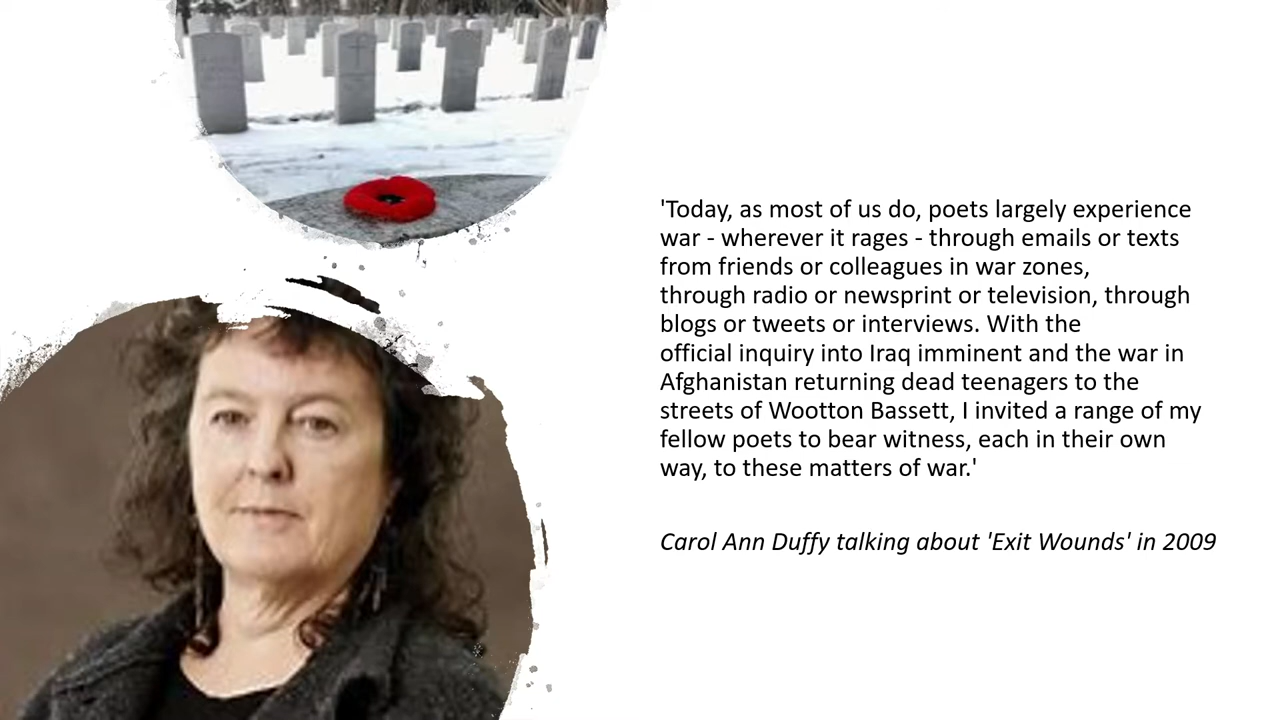 'Today, as most of us do, poets largely experience
war - wherever it rages - through emails or texts
from friends or colleagues in war zones,
through radio or newsprint or television, through
blogs or tweets or interviews. With the
official inquiry into Iraq imminent and the war in
Afghanistan returning dead teenagers to the
streets of Wootton Bassett, I invited a range of my
fellow poets to bear witness, each in their own
way, to these matters of war.'
Carol Ann Duffy talking about 'Exit Wounds' in 2009